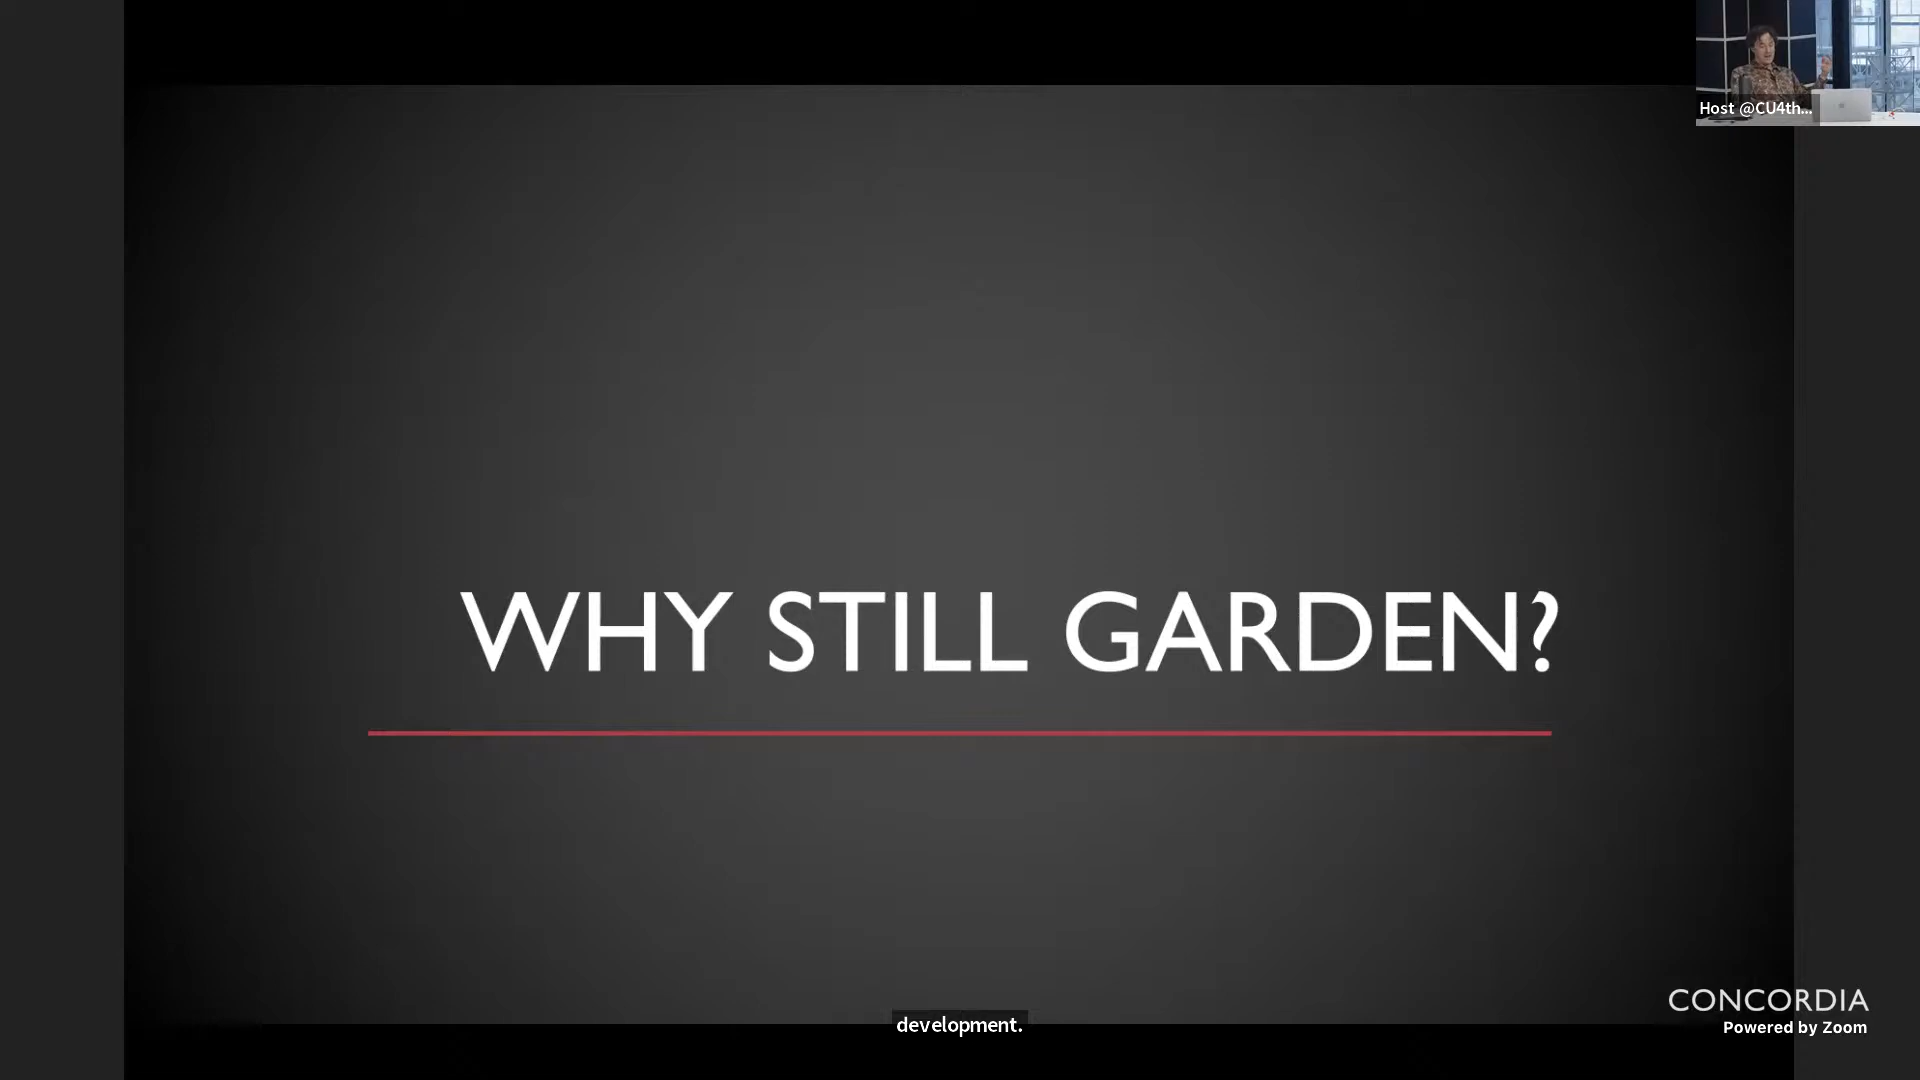 Host @CU4th...
WHY STILL GARDEN?
development.
CONCORDIA
Powered by Zoom